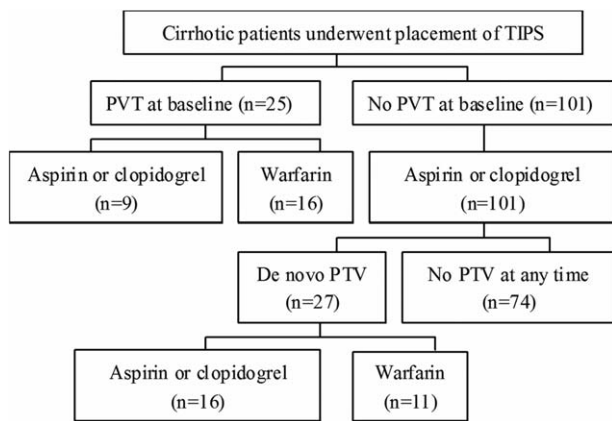 Cirrhotic patients underwent placement of TIPS
PVT at baseline (n=25)
No PVT at baseline (n=101)
Aspirin or clopidogrel
(n=9)
Warfarin
(n=16)
Aspirin or clopidogrel
(n=101)
De novo PTV
(n=27)
No PTV at any time
(n=74)
Aspirin or clopidogrel
(n=16)
Warfarin
(n=11)